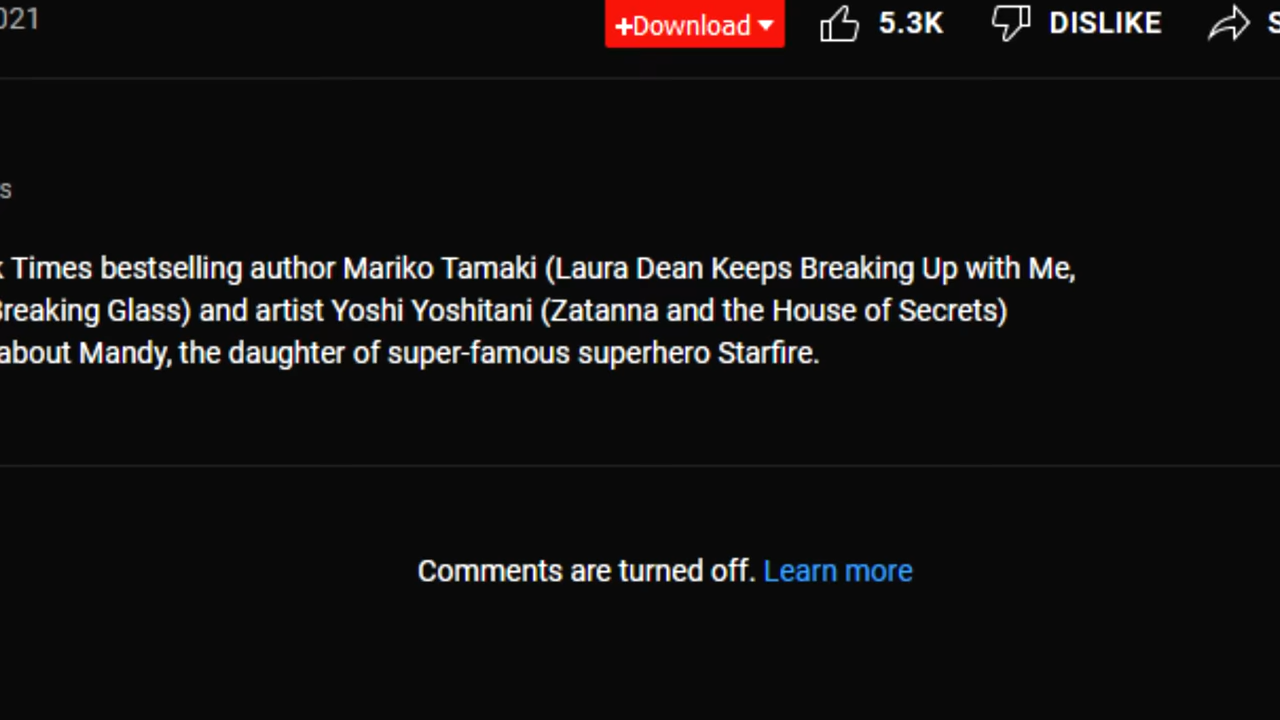 021
+Download
5.3K
DISLIKE
S
s
k Times bestselling author Mariko Tamaki (Laura Dean Keeps Breaking Up with Me,
Breaking Glass) and artist Yoshi Yoshitani (Zatanna and the House of Secrets)
about Mandy, the daughter of super-famous superhero Starfire.
Comments are turned off. Learn more